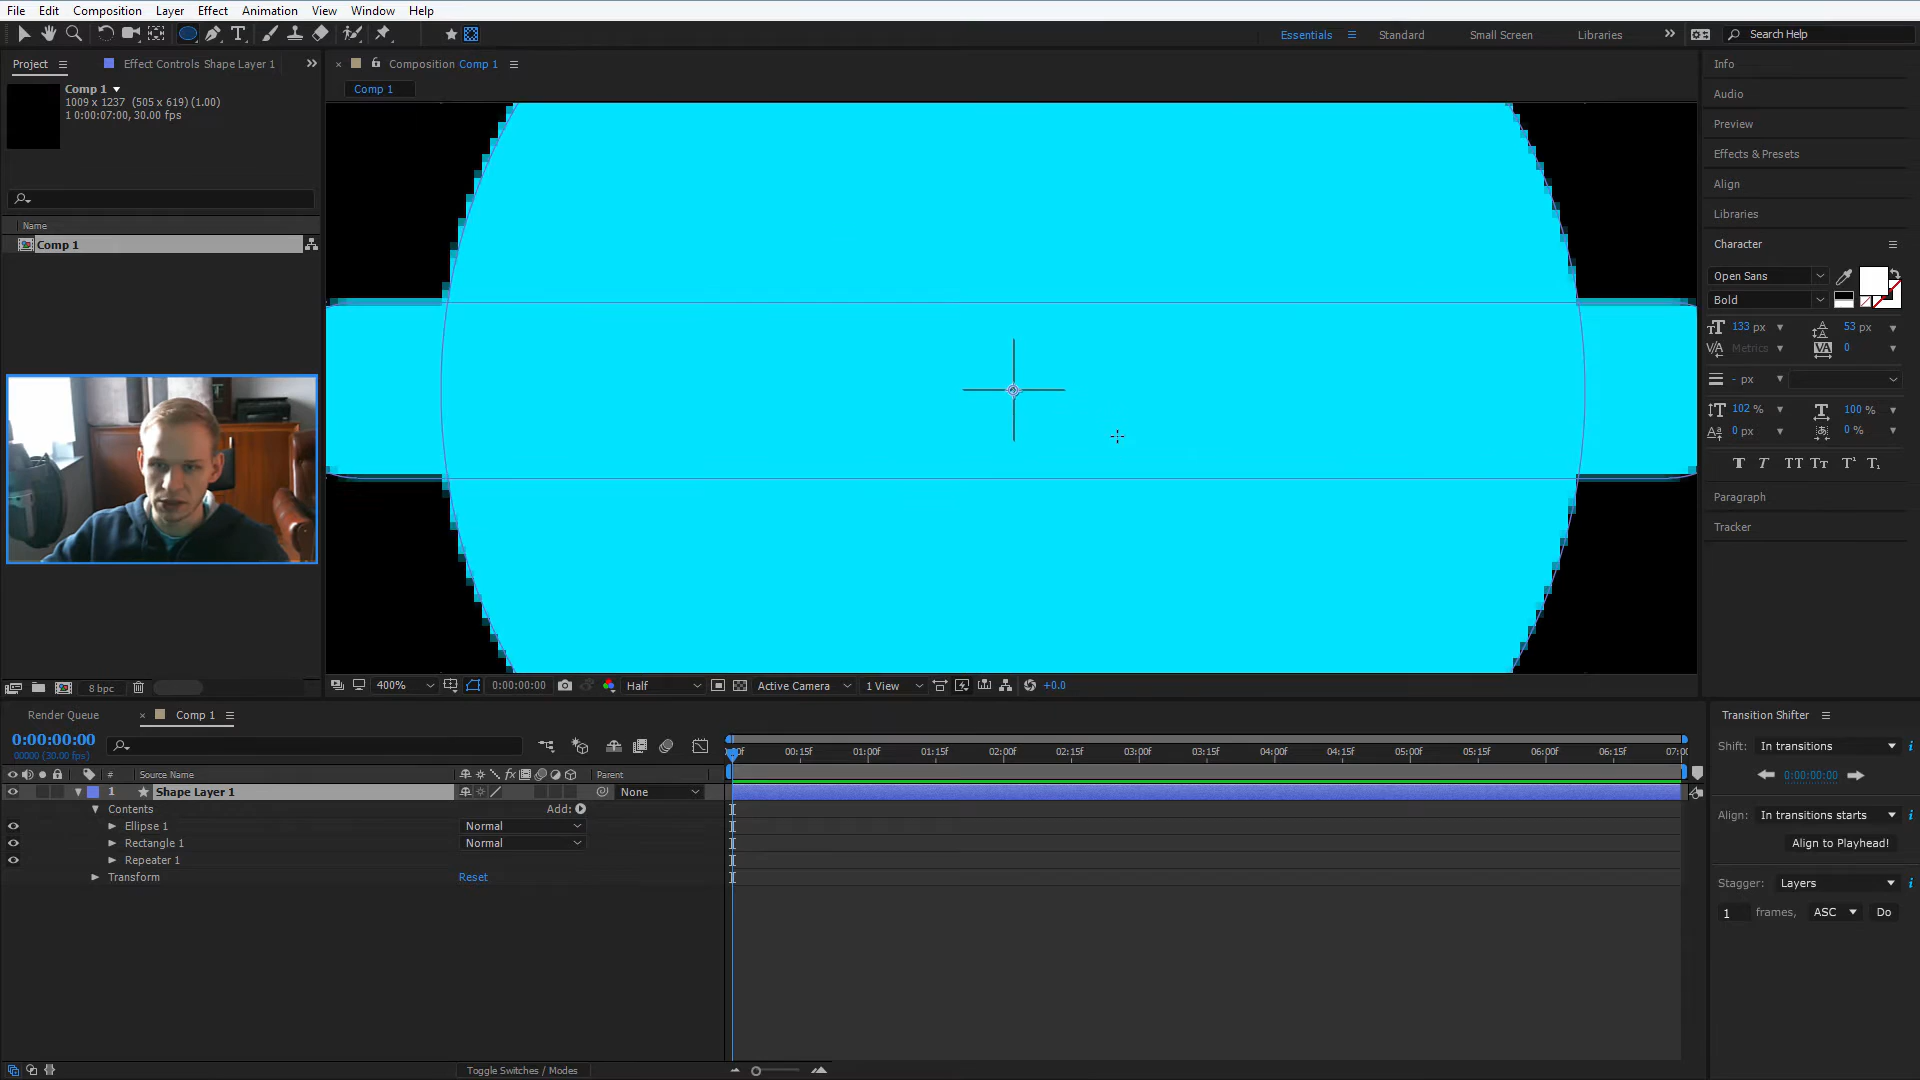 File Edit Composition Layer Effect Animation View Window Help
Essentials Standard Small Screen Libraries Search Help
Project Effect Controls Shape Layer 1
Composition Comp 1
Comp 1
Comp 1
1009 x 1237 (505 x 619) (1.00)
1 0:00:07:00, 30.00 fps
Name
Comp 1
8 bpc
400% 0:00:00:00 Half Active Camera 1 View +0.0
Info
Audio
Preview
Effects & Presets
Align
Libraries
Character
Open Sans
Bold
133 px 53 px
Metrics 0
- px
102 % 100 %
0 px 0 %
T T TT Tt T¹ T₁
Paragraph
Tracker
Render Queue Comp 1
0:00:00:00
00000 (30.00 fps)
00:15f 01:00f 01:15f 02:00f 02:15f 03:00f 03:15f 04:00f 04:15f 05:00f 05:15f 06:00f 06:15f
# Source Name Parent
1 Shape Layer 1 None
Contents Add:
Ellipse 1 Normal
Rectangle 1 Normal
Repeater 1
Transform Reset
Toggle Switches / Modes
Transition Shifter
Shift: In transitions
0:00:00:00
Align: In transitions starts
Align to Playhead!
Stagger: Layers
1 frames, ASC Do